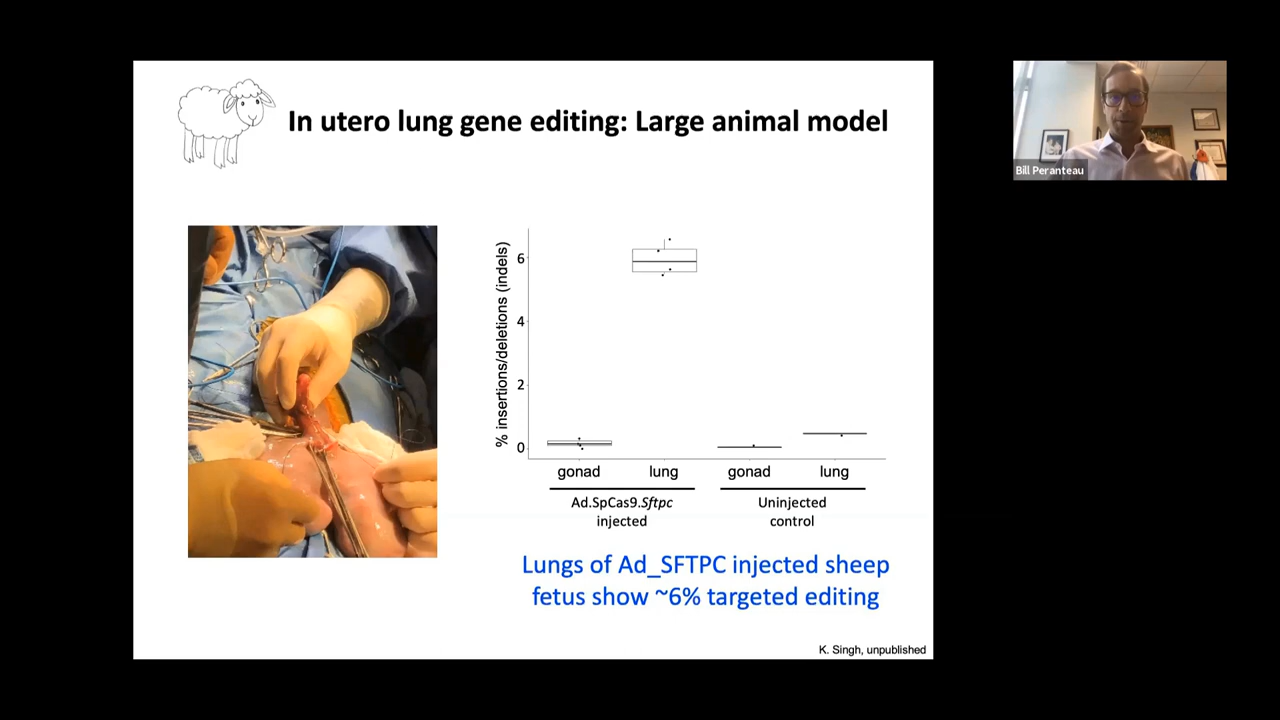 In utero lung gene editing: Large animal model
Bill Peranteau
% insertions/deletions (indels)
6
4
2
0
gonad lung gonad lung
Ad.SpCas9.Sftpc Uninjected
injected control
Lungs of Ad_SFTPC injected sheep
fetus show ~6% targeted editing
K. Singh, unpublished